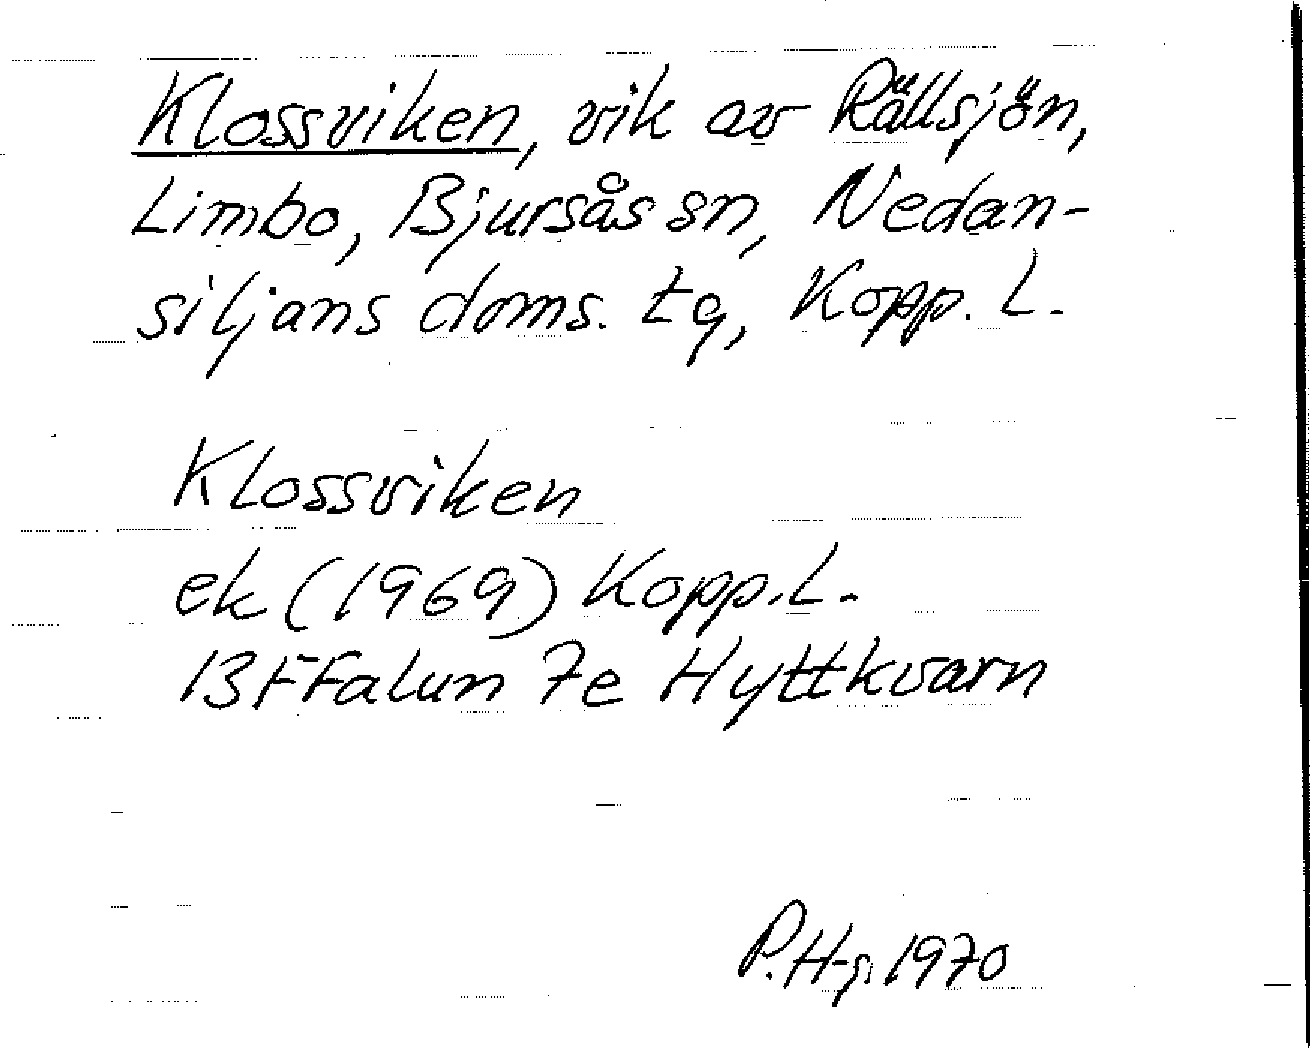 Klossviken, vik av Rällsjön,
Limbo, Bjursås sn, Nedan-
siljans doms. tg, Kopp. L.
Klossviken
ek (1969) Kopp. L.
13F Falun 7e Hyttkvarn
P. H-g. 1970